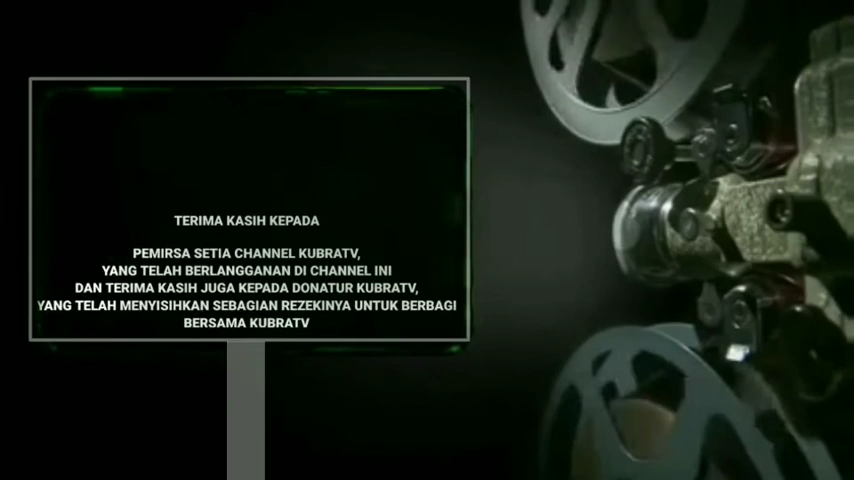 TERIMA KASIH KEPADA
PEMIRSA SETIA CHANNEL KUBRATV,
YANG TELAH BERLANGGANAN DI CHANNEL INI
DAN TERIMA KASIH JUGA KEPADA DONATUR KUBRATV,
YANG TELAH MENYISIHKAN SEBAGIAN REZEKINYA UNTUK BERBAGI
BERSAMA KUBRATV